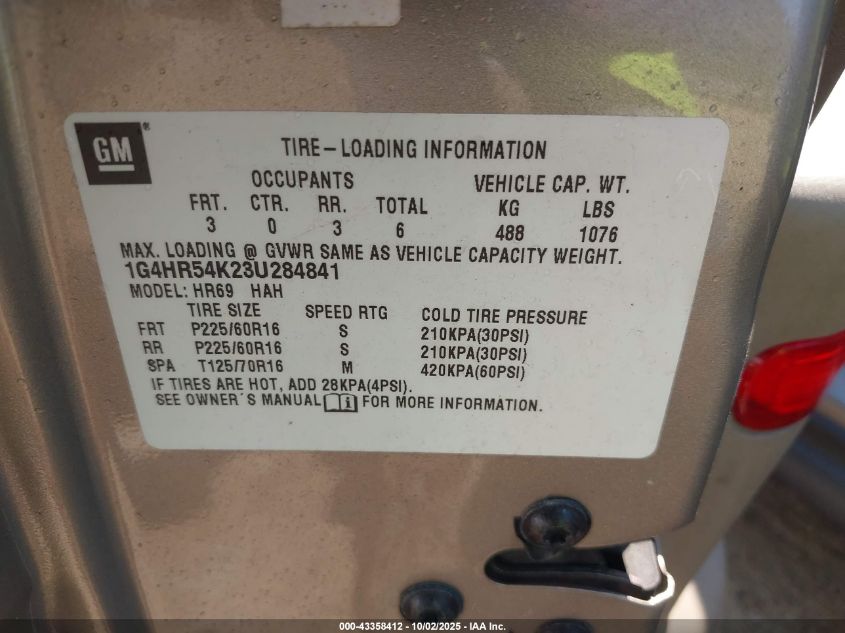 GM®
TIRE-LOADING INFORMATION
OCCUPANTS VEHICLE CAP. WT.
FRT. CTR. RR. TOTAL KG LBS
3 0 3 6 488 1076
MAX. LOADING @ GVWR SAME AS VEHICLE CAPACITY WEIGHT.
1G4HR54K23U284841
MODEL: HR69 HAH
TIRE SIZE SPEED RTG COLD TIRE PRESSURE
FRT P225/60R16 S 210KPA(30PSI)
RR P225/60R16 S 210KPA(30PSI)
SPA T125/70R16 M 420KPA(60PSI)
IF TIRES ARE HOT, ADD 28KPA(4PSI).
SEE OWNER´S MANUAL FOR MORE INFORMATION.
000-43358412 - 10/02/2025 - IAA Inc.